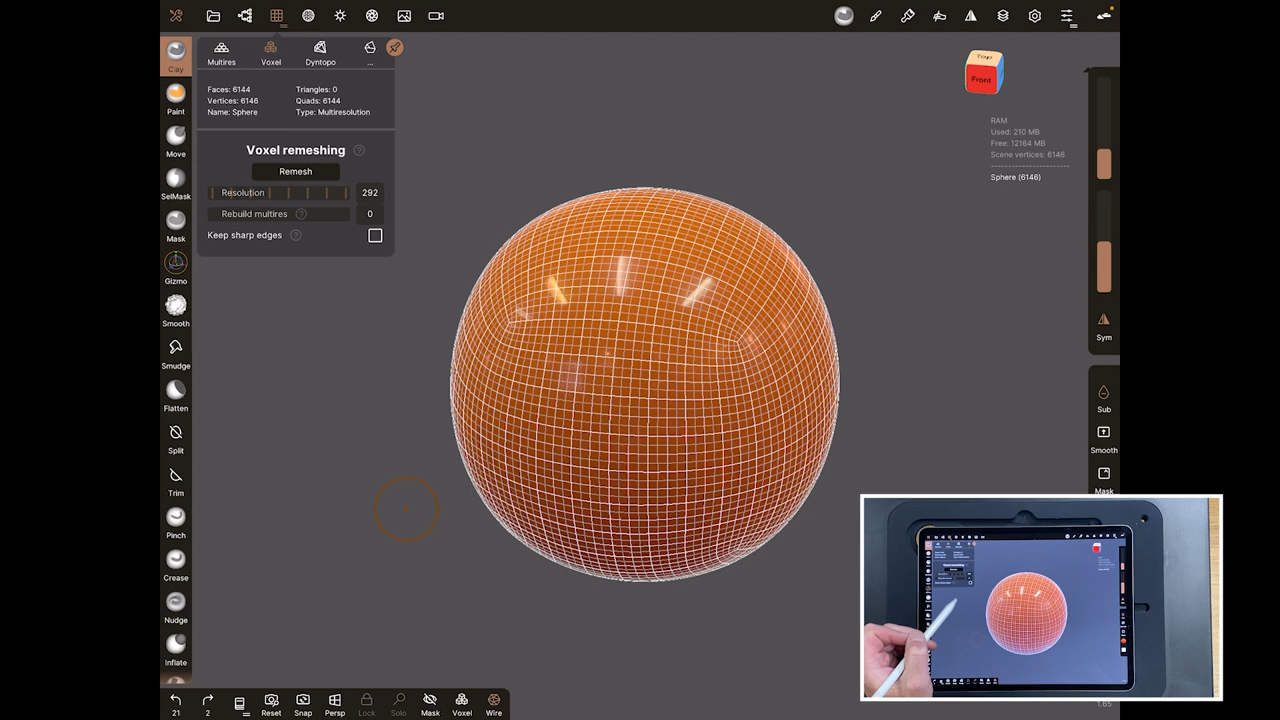 Multires
Voxel
Dyntopo
...
Faces: 6144
Triangles: 0
Vertices: 6146
Quads: 6144
Name: Sphere
Type: Multiresolution
Voxel remeshing ?
Remesh
Resolution 292
Rebuild multires ? 0
Keep sharp edges ?
Clay
Paint
Move
SelMask
Mask
Gizmo
Smooth
Smudge
Flatten
Split
Trim
Pinch
Crease
Nudge
Inflate
Top
Front
RAM
Used: 210 MB
Free: 12164 MB
Scene vertices: 6146
Sphere (6146)
Sym
Sub
Smooth
Mask
21
2
Reset
Snap
Persp
Lock
Solo
Mask
Voxel
Wire
1.65